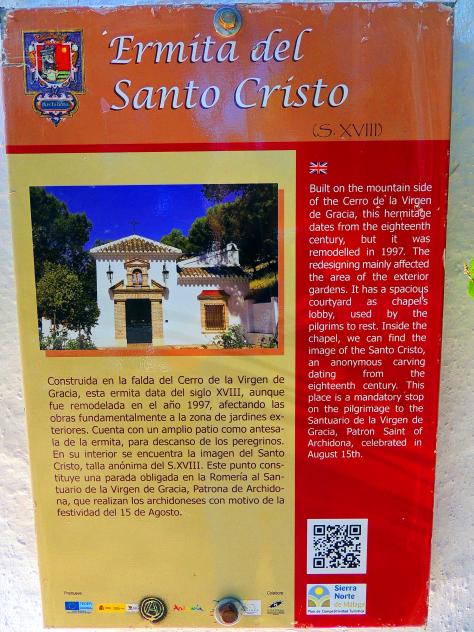 Ermita del
Santo Cristo
(S. XVIII)
Construida en la falda del Cerro de la Virgen de
Gracia, esta ermita data del siglo XVIII, aunque
fue remodelada en el año 1997, afectando las
obras fundamentalmente a la zona de jardines ex-
teriores. Cuenta con un amplio patio como antesa-
la de la ermita, para descanso de los peregrinos.
En su interior se encuentra la imagen del Santo
Cristo, talla anónima del S.XVIII. Este punto cons-
tituye una parada obligada en la Romería al San-
tuario de la Virgen de Gracia, Patrona de Archido-
na, que realizan los archidoneses con motivo de la
festividad del 15 de Agosto.
Built on the mountain side
of the Cerro de la Virgen
de Gracia, this hermitage
dates from the eighteenth
century, but it was
remodelled in 1997. The
redesigning mainly affected
the area of the exterior
gardens. It has a spacious
courtyard as chapel's
lobby, used by the
pilgrims to rest. Inside the
chapel, we can find the
image of the Santo Cristo,
an anonymous carving
dating from the
eighteenth century. This
place is a mandatory stop
on the pilgrimage to the
Santuario de la Virgen de
Gracia, Patron Saint of
Archidona, celebrated in
August 15th.
Sierra
Norte
de Málaga
Plan de Competitividad Turística
Promueve
Colabora